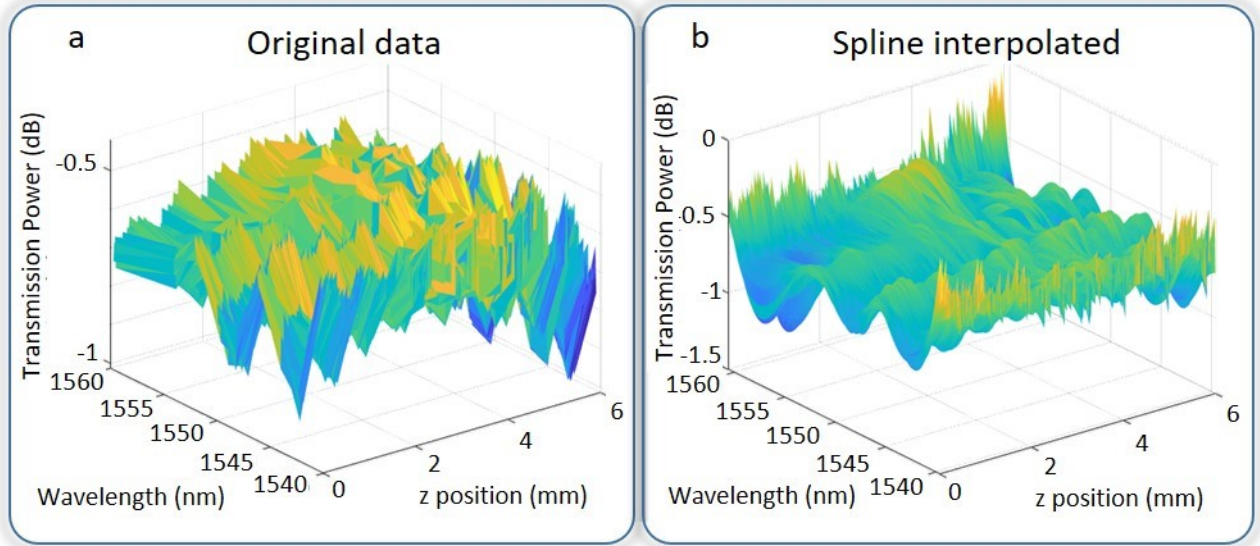 a
Original data
Transmission Power (dB)
-0.5
-1
1560
1555
1550
1545
1540
Wavelength (nm)
0
2
4
6
z position (mm)
b
Spline interpolated
Transmission Power (dB)
0
-0.5
-1
-1.5
1560
1555
1550
1545
1540
Wavelength (nm)
0
2
4
6
z position (mm)